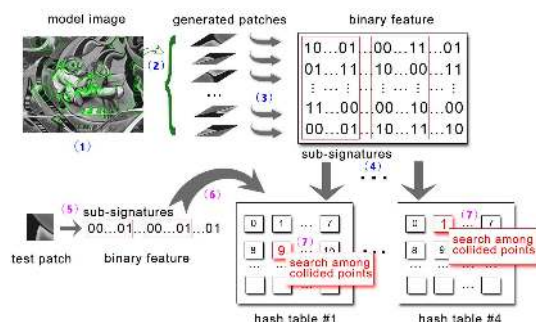 model image
generated patches
binary feature
(1)
(2)
(3)
10...01...00...11...01
01...11...10...00...11
11...00...00...10...00
00...01...01...11...10
sub-signatures
(4)
(5)
(6)
sub-signatures
00...01...00...01...01
test patch
binary feature
0 1 ... 7
(7)
8 9 ... 10
search among
collided points
hash table #1
0 1 ... 7
(7)
8 9
search among
collided points
hash table #4